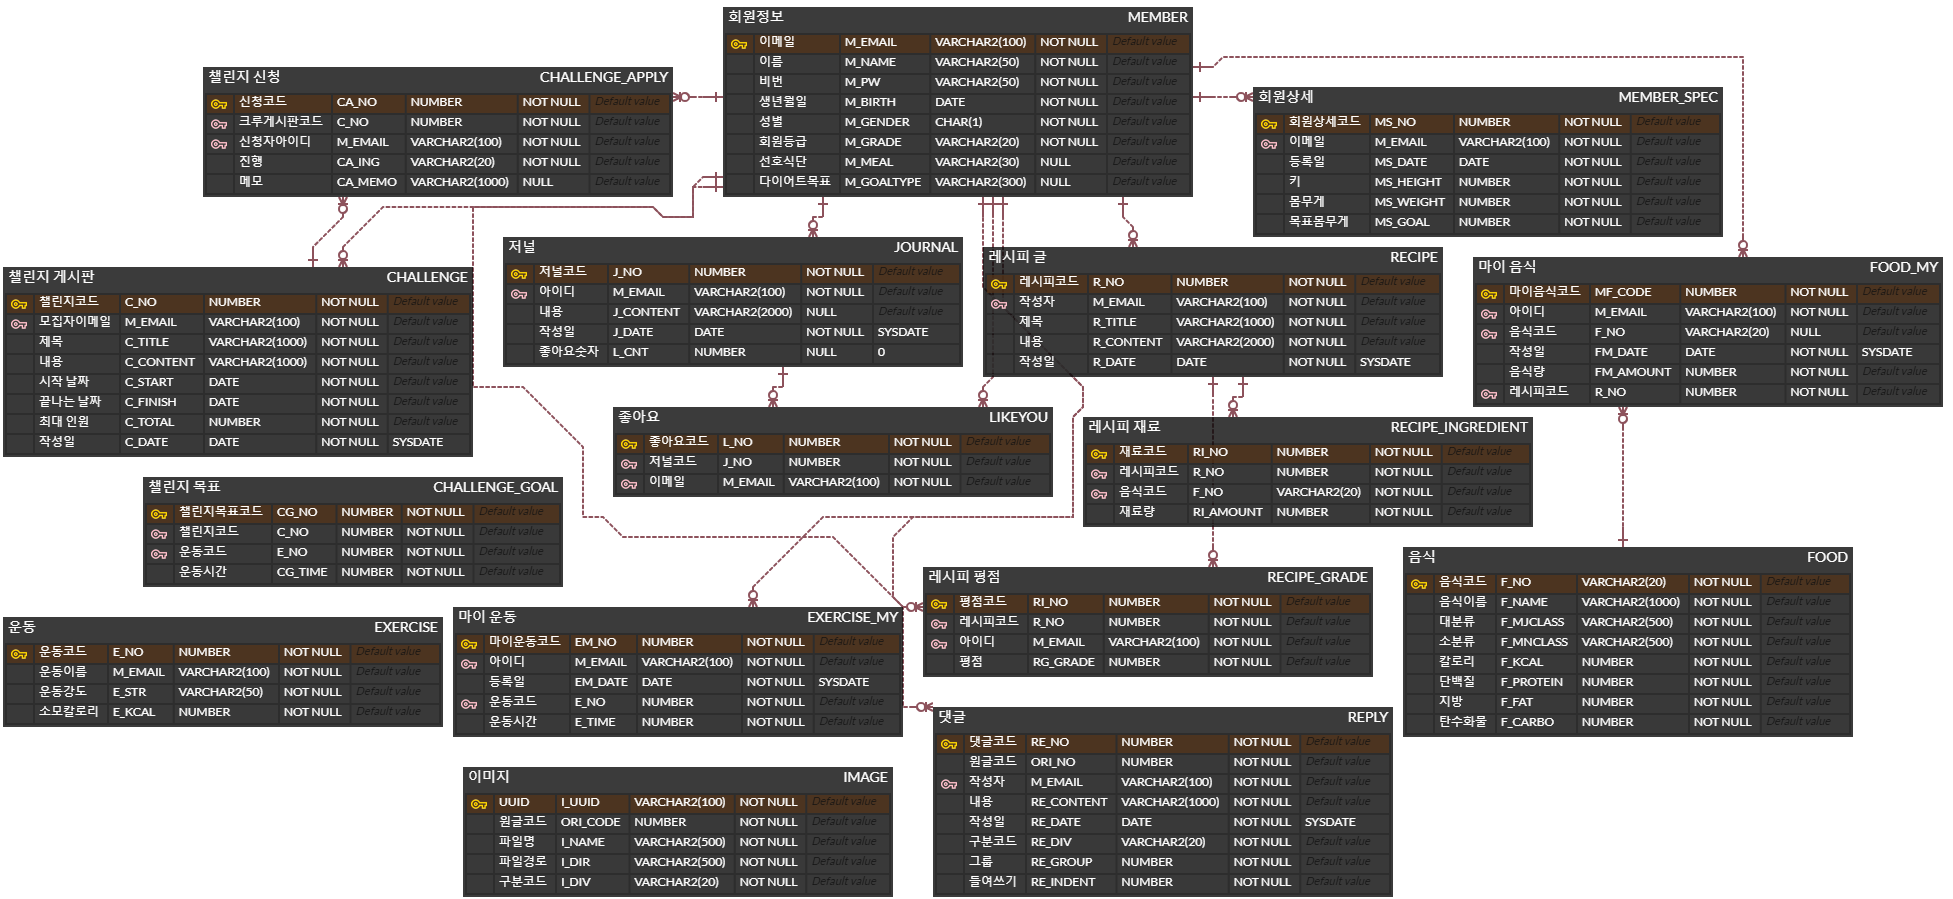 회원정보 MEMBER
이메일 M_EMAIL VARCHAR2(100) NOT NULL Default value
이름 M_NAME VARCHAR2(50) NOT NULL Default value
비번 M_PW VARCHAR2(50) NOT NULL Default value
생년월일 M_BIRTH DATE NOT NULL Default value
성별 M_GENDER CHAR(1) NOT NULL Default value
회원등급 M_GRADE VARCHAR2(20) NOT NULL Default value
선호식단 M_MEAL VARCHAR2(30) NULL Default value
다이어트목표 M_GOALTYPE VARCHAR2(300) NULL Default value
챌린지 신청 CHALLENGE_APPLY
신청코드 CA_NO NUMBER NOT NULL Default value
크루게시판코드 C_NO NUMBER NOT NULL Default value
신청자아이디 M_EMAIL VARCHAR2(100) NOT NULL Default value
진행 CA_ING VARCHAR2(20) NOT NULL Default value
메모 CA_MEMO VARCHAR2(1000) NULL Default value
회원상세 MEMBER_SPEC
회원상세코드 MS_NO NUMBER NOT NULL Default value
이메일 M_EMAIL VARCHAR2(100) NOT NULL Default value
등록일 MS_DATE DATE NOT NULL Default value
키 MS_HEIGHT NUMBER NOT NULL Default value
몸무게 MS_WEIGHT NUMBER NOT NULL Default value
목표몸무게 MS_GOAL NUMBER NOT NULL Default value
챌린지 게시판 CHALLENGE
챌린지코드 C_NO NUMBER NOT NULL Default value
모집자이메일 M_EMAIL VARCHAR2(100) NOT NULL Default value
제목 C_TITLE VARCHAR2(1000) NOT NULL Default value
내용 C_CONTENT VARCHAR2(1000) NOT NULL Default value
시작 날짜 C_START DATE NOT NULL Default value
끝나는 날짜 C_FINISH DATE NOT NULL Default value
최대 인원 C_TOTAL NUMBER NOT NULL Default value
작성일 C_DATE DATE NOT NULL SYSDATE
저널 JOURNAL
저널코드 J_NO NUMBER NOT NULL Default value
아이디 M_EMAIL VARCHAR2(100) NOT NULL Default value
내용 J_CONTENT VARCHAR2(2000) NULL Default value
작성일 J_DATE DATE NOT NULL SYSDATE
좋아요숫자 L_CNT NUMBER NULL 0
레시피 글 RECIPE
레시피코드 R_NO NUMBER NOT NULL Default value
작성자 M_EMAIL VARCHAR2(100) NOT NULL Default value
제목 R_TITLE VARCHAR2(1000) NOT NULL Default value
내용 R_CONTENT VARCHAR2(2000) NOT NULL Default value
작성일 R_DATE DATE NOT NULL SYSDATE
마이 음식 FOOD_MY
마이음식코드 MF_CODE NUMBER NOT NULL Default value
아이디 M_EMAIL VARCHAR2(100) NOT NULL Default value
음식코드 F_NO VARCHAR2(20) NULL Default value
작성일 FM_DATE DATE NOT NULL SYSDATE
음식량 FM_AMOUNT NUMBER NOT NULL Default value
레시피코드 R_NO NUMBER NOT NULL Default value
좋아요 LIKEYOU
좋아요코드 L_NO NUMBER NOT NULL Default value
저널코드 J_NO NUMBER NOT NULL Default value
이메일 M_EMAIL VARCHAR2(100) NOT NULL Default value
레시피 재료 RECIPE_INGREDIENT
재료코드 RI_NO NUMBER NOT NULL Default value
레시피코드 R_NO NUMBER NOT NULL Default value
음식코드 F_NO VARCHAR2(20) NOT NULL Default value
재료량 RI_AMOUNT NUMBER NOT NULL Default value
챌린지 목표 CHALLENGE_GOAL
챌린지목표코드 CG_NO NUMBER NOT NULL Default value
챌린지코드 C_NO NUMBER NOT NULL Default value
운동코드 E_NO NUMBER NOT NULL Default value
운동시간 CG_TIME NUMBER NOT NULL Default value
음식 FOOD
음식코드 F_NO VARCHAR2(20) NOT NULL Default value
음식이름 F_NAME VARCHAR2(1000) NOT NULL Default value
대분류 F_MJCLASS VARCHAR2(500) NOT NULL Default value
소분류 F_MNCLASS VARCHAR2(500) NOT NULL Default value
칼로리 F_KCAL NUMBER NOT NULL Default value
단백질 F_PROTEIN NUMBER NOT NULL Default value
지방 F_FAT NUMBER NOT NULL Default value
탄수화물 F_CARBO NUMBER NOT NULL Default value
레시피 평점 RECIPE_GRADE
평점코드 RI_NO NUMBER NOT NULL Default value
레시피코드 R_NO NUMBER NOT NULL Default value
아이디 M_EMAIL VARCHAR2(100) NOT NULL Default value
평점 RG_GRADE NUMBER NOT NULL Default value
운동 EXERCISE
운동코드 E_NO NUMBER NOT NULL Default value
운동이름 M_EMAIL VARCHAR2(100) NOT NULL Default value
운동강도 E_STR VARCHAR2(50) NOT NULL Default value
소모칼로리 E_KCAL NUMBER NOT NULL Default value
마이 운동 EXERCISE_MY
마이운동코드 EM_NO NUMBER NOT NULL Default value
아이디 M_EMAIL VARCHAR2(100) NOT NULL Default value
등록일 EM_DATE DATE NOT NULL SYSDATE
운동코드 E_NO NUMBER NOT NULL Default value
운동시간 E_TIME NUMBER NOT NULL Default value
댓글 REPLY
댓글코드 RE_NO NUMBER NOT NULL Default value
원글코드 ORI_NO NUMBER NOT NULL Default value
작성자 M_EMAIL VARCHAR2(100) NOT NULL Default value
내용 RE_CONTENT VARCHAR2(1000) NOT NULL Default value
작성일 RE_DATE DATE NOT NULL SYSDATE
구분코드 RE_DIV VARCHAR2(20) NOT NULL Default value
그룹 RE_GROUP NUMBER NOT NULL Default value
들여쓰기 RE_INDENT NUMBER NOT NULL Default value
이미지 IMAGE
UUID I_UUID VARCHAR2(100) NOT NULL Default value
원글코드 ORI_CODE NUMBER NOT NULL Default value
파일명 I_NAME VARCHAR2(500) NOT NULL Default value
파일경로 I_DIR VARCHAR2(500) NOT NULL Default value
구분코드 I_DIV VARCHAR2(20) NOT NULL Default value